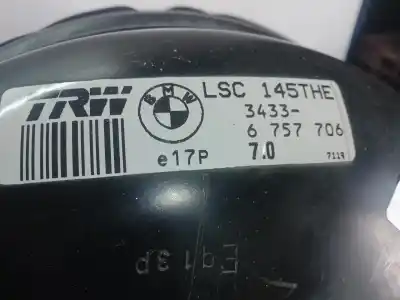 TRW
BMW
LSC 145THE
3433-
6 757 706
e17P
7.0
7119
Eq13P